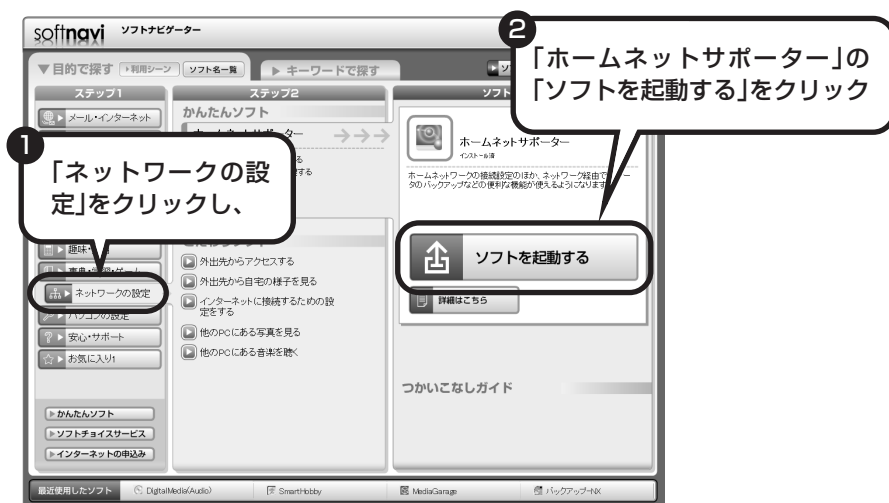 softnavi ソフトナビゲーター
▼目的で探す
利用シーン
ソフト名一覧
キーワードで探す
❷
「ホームネットサポーター」の
「ソフトを起動する」をクリック
ステップ1
ステップ2
メール・インターネット
かんたんソフト
❶
「ネットワークの設
定」をクリックし、
ホームネットサポーター
インストール済
ホームネットワークの接続設定のほか、ネットワーク経由で
タのバックアップなどの便利な機能が使えるようになります
ソフトを起動する
詳細はこちら
外出先からアクセスする
外出先から自宅の様子を見る
ネットワークの設定
インターネットに接続するための設
定をする
パソコンの設定
他のPCにある写真を見る
安心・サポート
他のPCにある音楽を聴く
お気に入り1
つかいこなしガイド
かんたんソフト
ソフトチョイスサービス
インターネットの申込み
最近使用したソフト
DigitalMedia(Audio)
SmartHobby
MediaGarage
バックアップ-NX